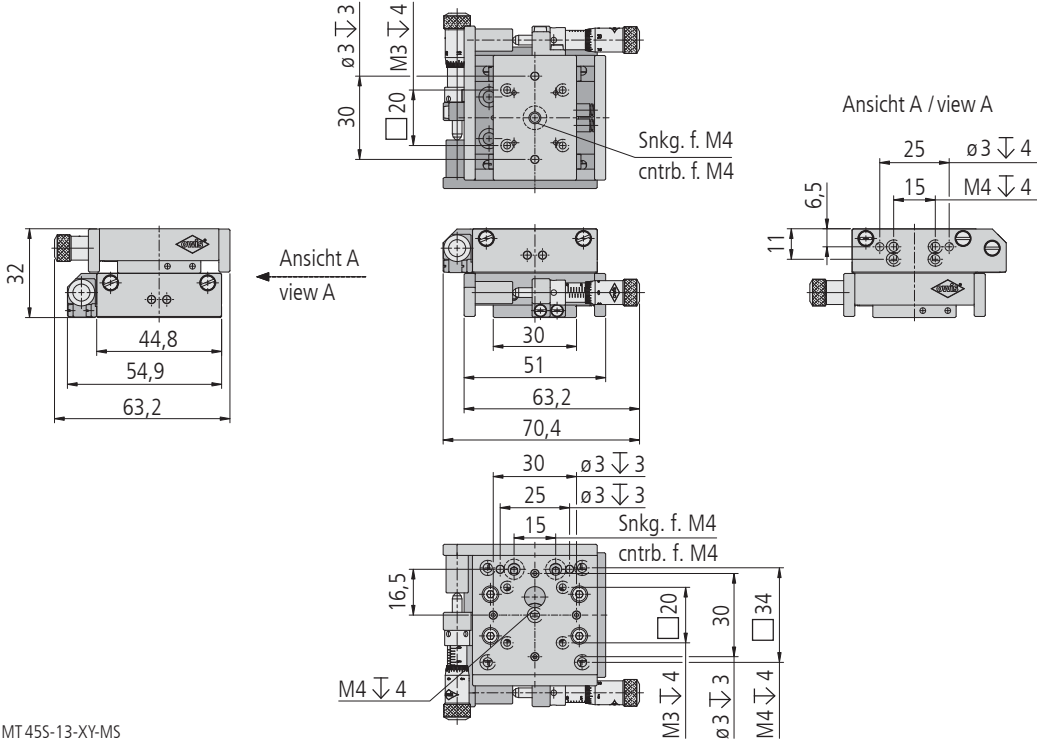 ø 3 ↧ 3
M3 ↧ 4
30
□ 20
Snkg. f. M4
cntrb. f. M4
Ansicht A / view A
25
ø 3 ↧ 4
15
M4 ↧ 4
6,5
11
owis
32
44,8
54,9
63,2
Ansicht A
view A
30
51
63,2
70,4
owis
30
ø 3 ↧ 3
25
ø 3 ↧ 3
15
Snkg. f. M4
cntrb. f. M4
16,5
□ 20
30
□ 34
M4 ↧ 4
M3 ↧ 4
ø 3 ↧ 3
M4 ↧ 4
MT 45S-13-XY-MS